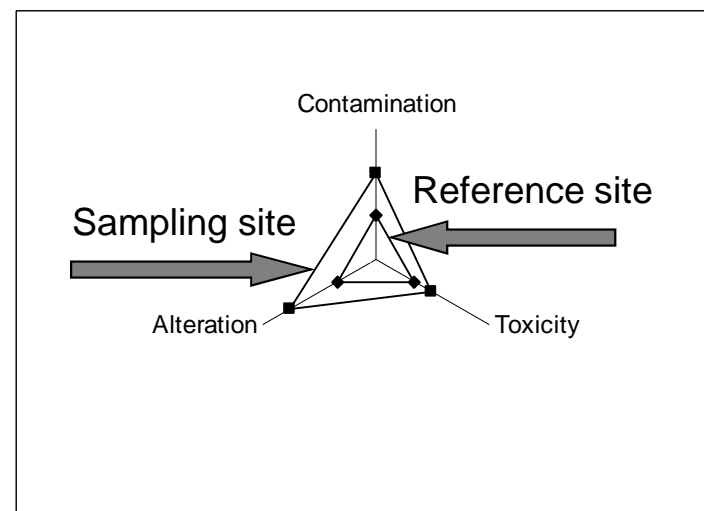 Contamination
Reference site
Sampling site
Alteration
Toxicity